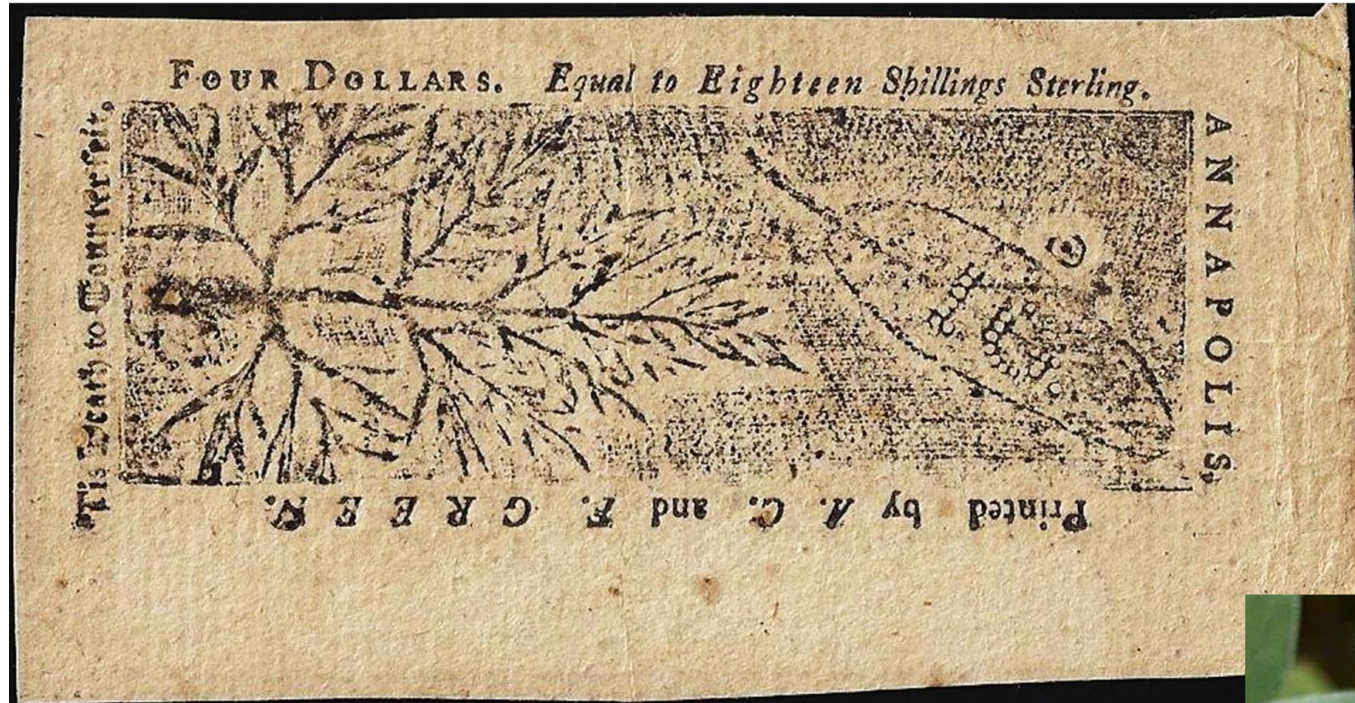 FOUR DOLLARS. Equal to Eighteen Shillings Sterling.
ANNAPOLIS,
Printed by A. C. and F. GREEN.
'Tis Death to Counterfeit.